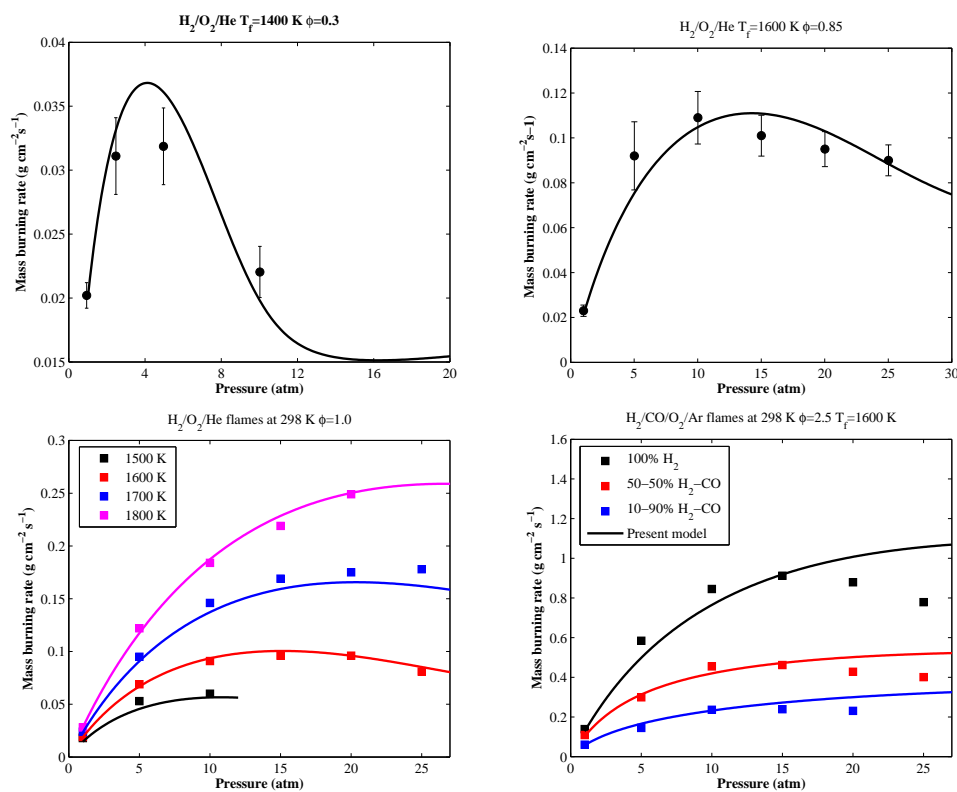 H₂/O₂/He T_f=1400 K ϕ=0.3
Mass burning rate (g cm⁻²s⁻¹)
0.04
0.035
0.03
0.025
0.02
0.015
0 4 8 12 16 20
Pressure (atm)
H₂/O₂/He T_f=1600 K ϕ=0.85
Mass burning rate (g cm⁻²s–1)
0.14
0.12
0.1
0.08
0.06
0.04
0.02
0
0 5 10 15 20 25 30
Pressure (atm)
H₂/O₂/He flames at 298 K ϕ=1.0
Mass burning rate (g cm⁻² s⁻¹)
0.3
0.25
0.2
0.15
0.1
0.05
0
1500 K
1600 K
1700 K
1800 K
0 5 10 15 20 25
Pressure (atm)
H₂/CO/O₂/Ar flames at 298 K ϕ=2.5 T_f=1600 K
Mass burning rate (g cm⁻² s⁻¹)
1.6
1.4
1.2
1
0.8
0.6
0.4
0.2
0
100% H₂
50–50% H₂–CO
10–90% H₂–CO
Present model
0 5 10 15 20 25
Pressure (atm)